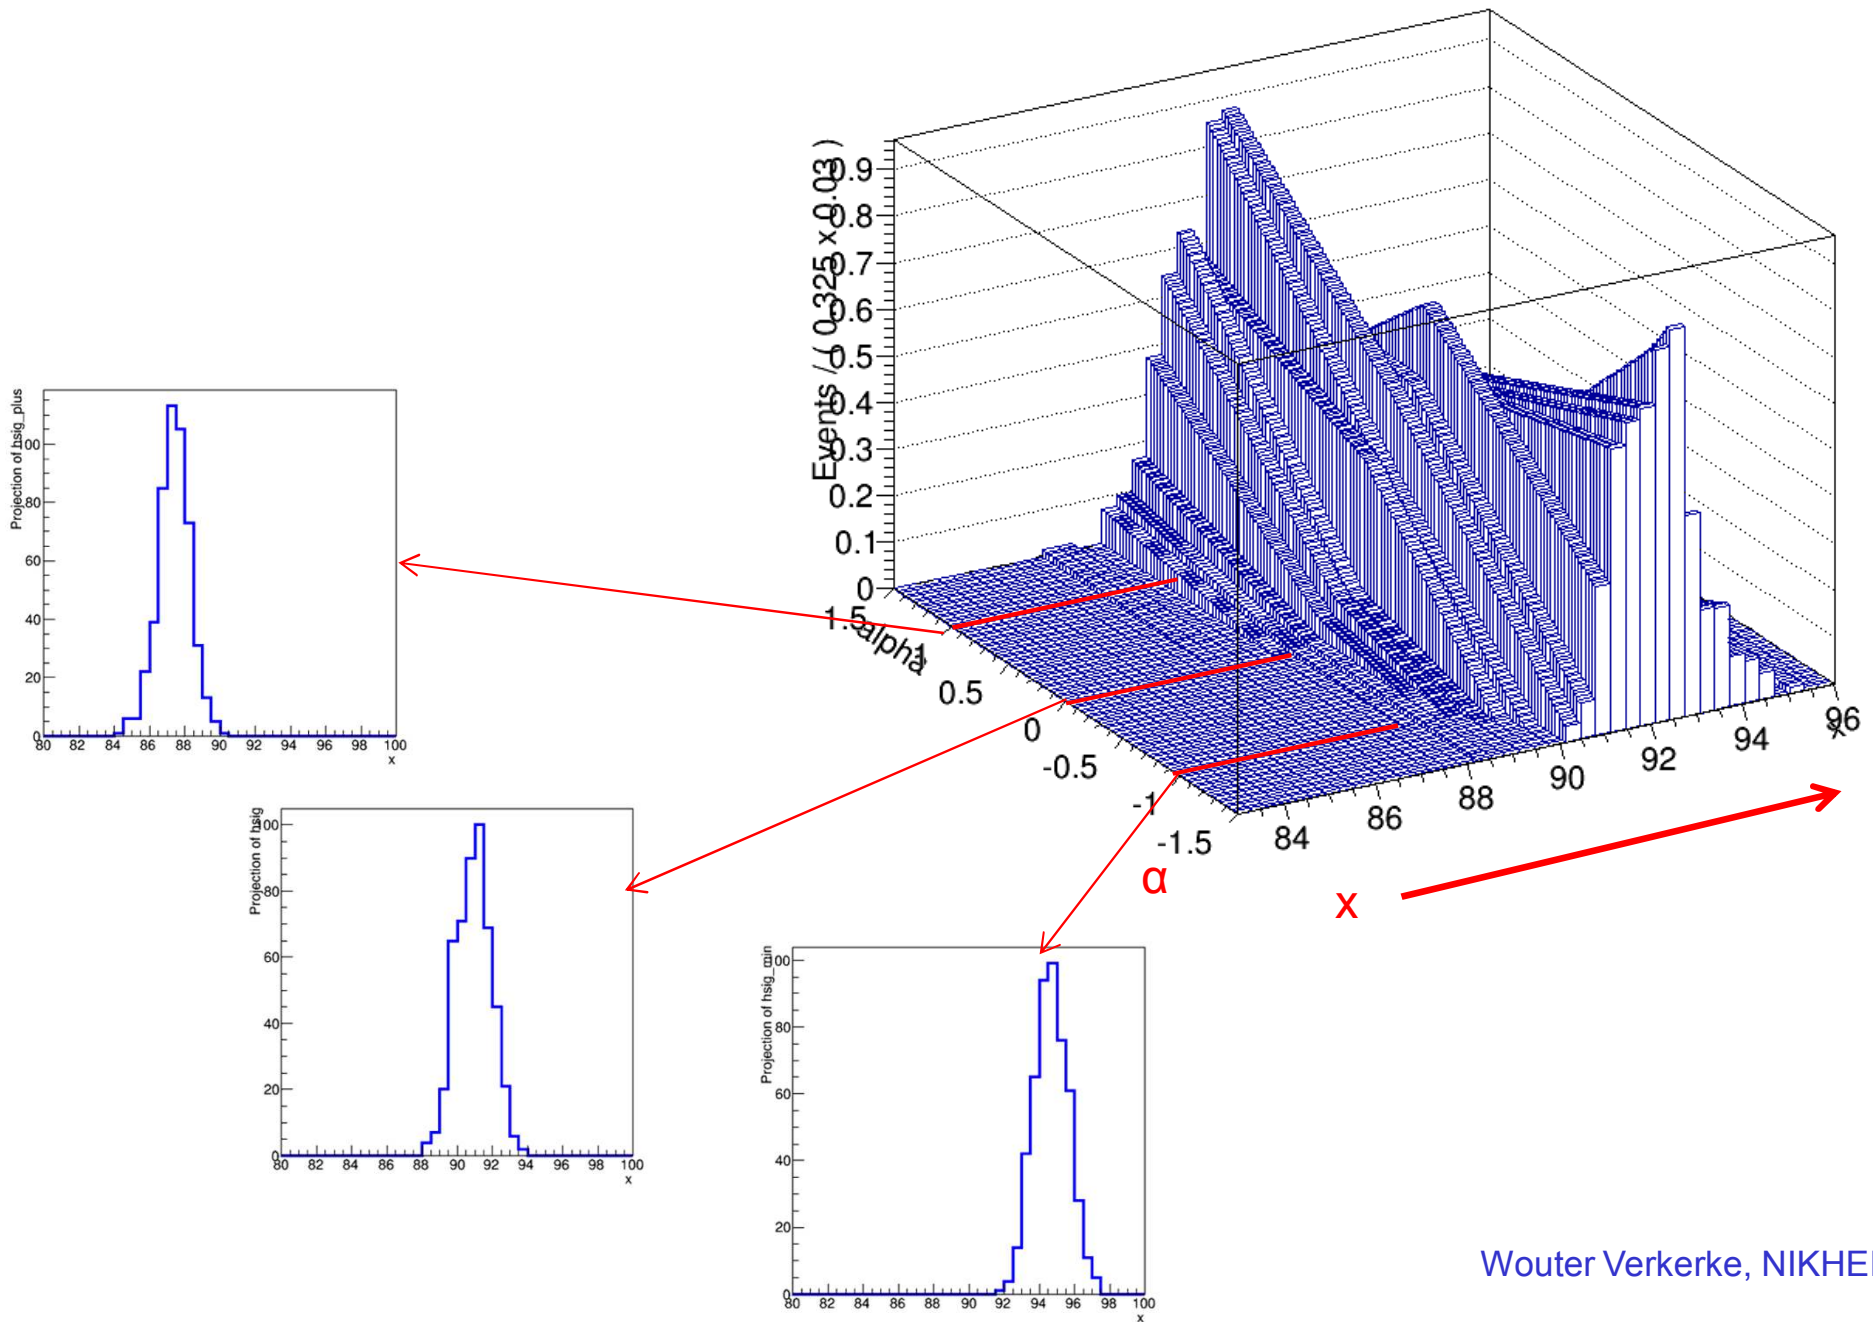 Events / ( 0.325 x 0.03 )
0.9
0.8
0.7
0.6
0.5
0.4
0.3
0.2
0.1
0
1.5
alpha
1
0.5
0
-0.5
-1
-1.5
84
86
88
90
92
94
96
x
α
x
Projection of hsig_plus
100
80
60
40
20
0
80 82 84 86 88 90 92 94 96 98 100
x
Projection of hsig
100
80
60
40
20
0
80 82 84 86 88 90 92 94 96 98 100
x
Projection of hsig_min
100
80
60
40
20
0
80 82 84 86 88 90 92 94 96 98 100
x
Wouter Verkerke, NIKHEF